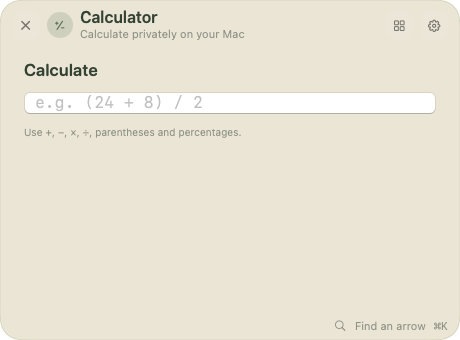 Calculator
Calculate privately on your Mac
Calculate
e.g. (24 + 8) / 2
Use +, −, ×, ÷, parentheses and percentages.
Find an arrow ⌘K